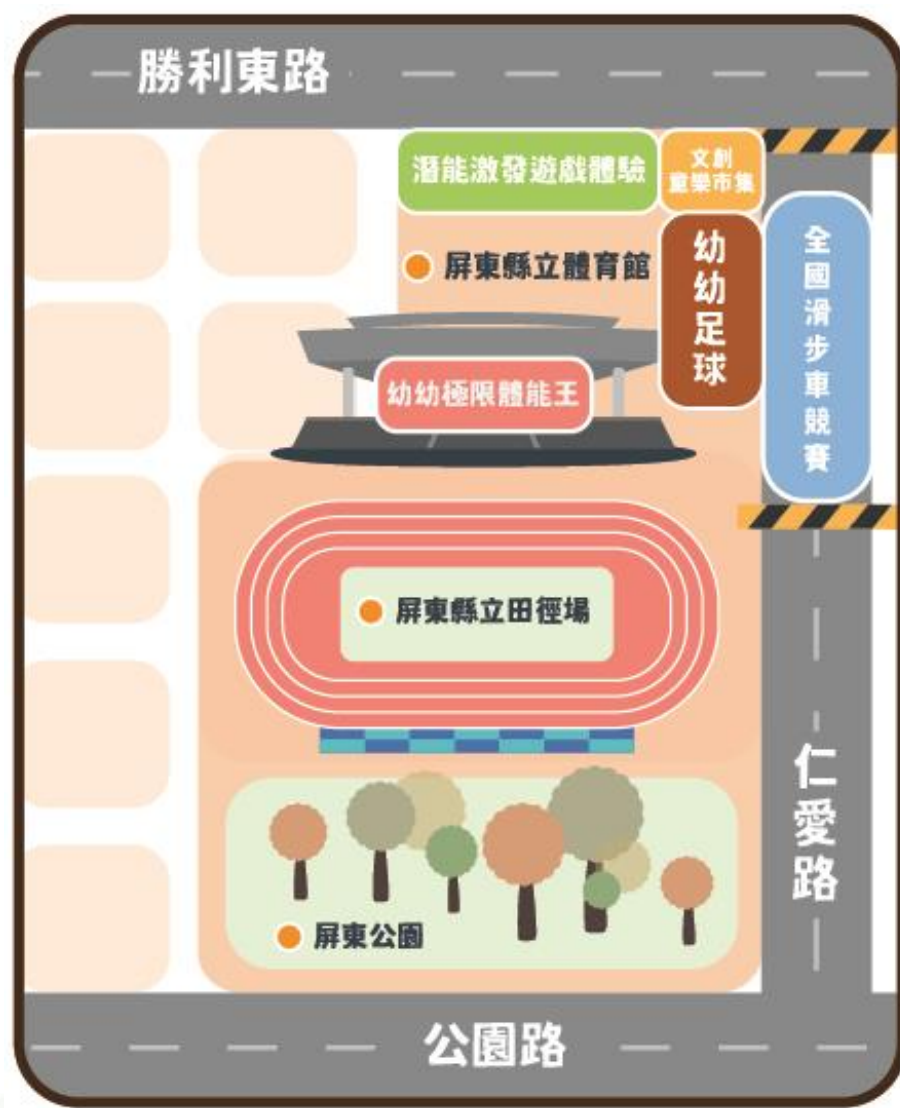 勝利東路
潛能激發遊戲體驗
文創
童樂市集
屏東縣立體育館
幼幼足球
全國滑步車競賽
幼幼極限體能王
屏東縣立田徑場
仁愛路
屏東公園
公園路